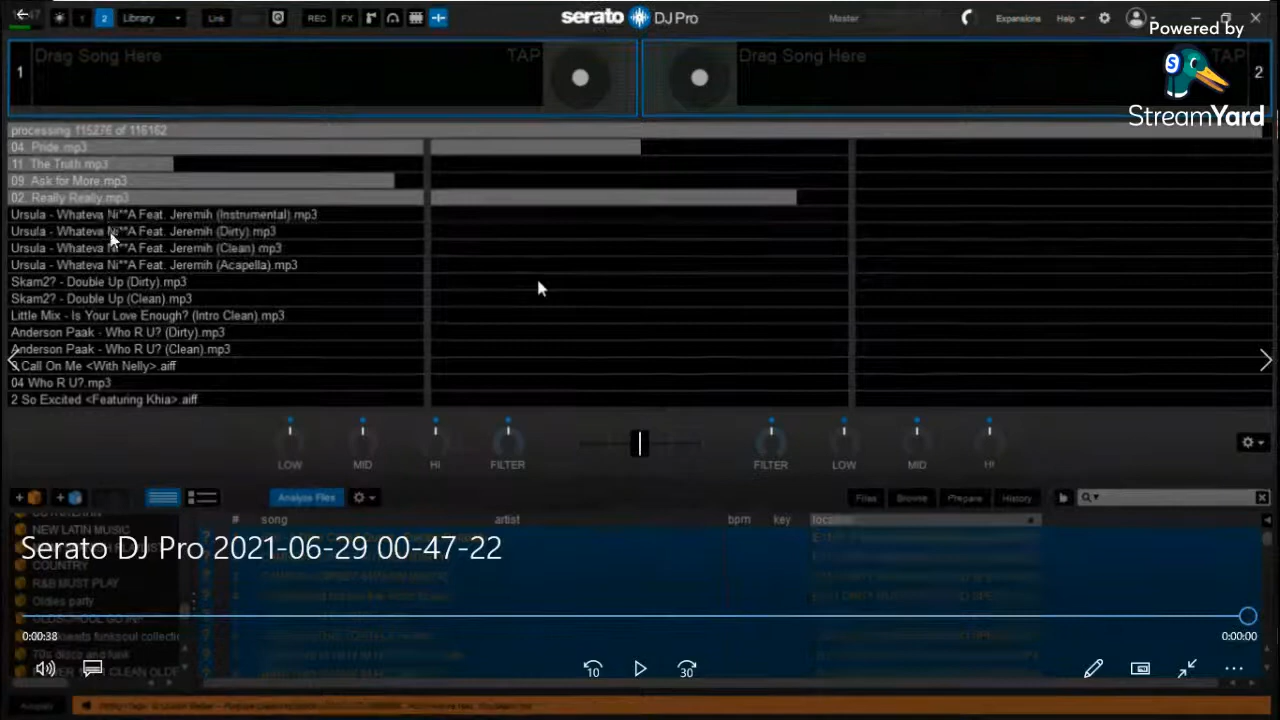 1 2 Library Link REC FX serato DJ Pro Master Expansions Help
Powered by
StreamYard
1 Drag Song Here TAP
Drag Song Here TAP 2
processing 115276 of 116162
04 Pride.mp3
11 The Truth.mp3
09 Ask for More.mp3
02 Really Really.mp3
Ursula - Whateva Ni**A Feat. Jeremih (Instrumental).mp3
Ursula - Whateva Ni**A Feat. Jeremih (Dirty).mp3
Ursula - Whateva Ni**A Feat. Jeremih (Clean).mp3
Ursula - Whateva Ni**A Feat. Jeremih (Acapella).mp3
Skam2? - Double Up (Dirty).mp3
Skam2? - Double Up (Clean).mp3
Little Mix - Is Your Love Enough? (Intro Clean).mp3
Anderson Paak - Who R U? (Dirty).mp3
Anderson Paak - Who R U? (Clean).mp3
Call On Me <With Nelly>.aiff
04 Who R U?.mp3
2 So Excited <Featuring Khia>.aiff
LOW MID HI FILTER FILTER LOW MID HI
Analyze Files Files Browse Prepare History
# song artist bpm key location
NEW LATIN MUSIC
Serato DJ Pro 2021-06-29 00-47-22
COUNTRY
R&B MUST PLAY
Oldies party
0:00:38 0:00:00
70s disco and funk
CLEAN OLDE
10 30